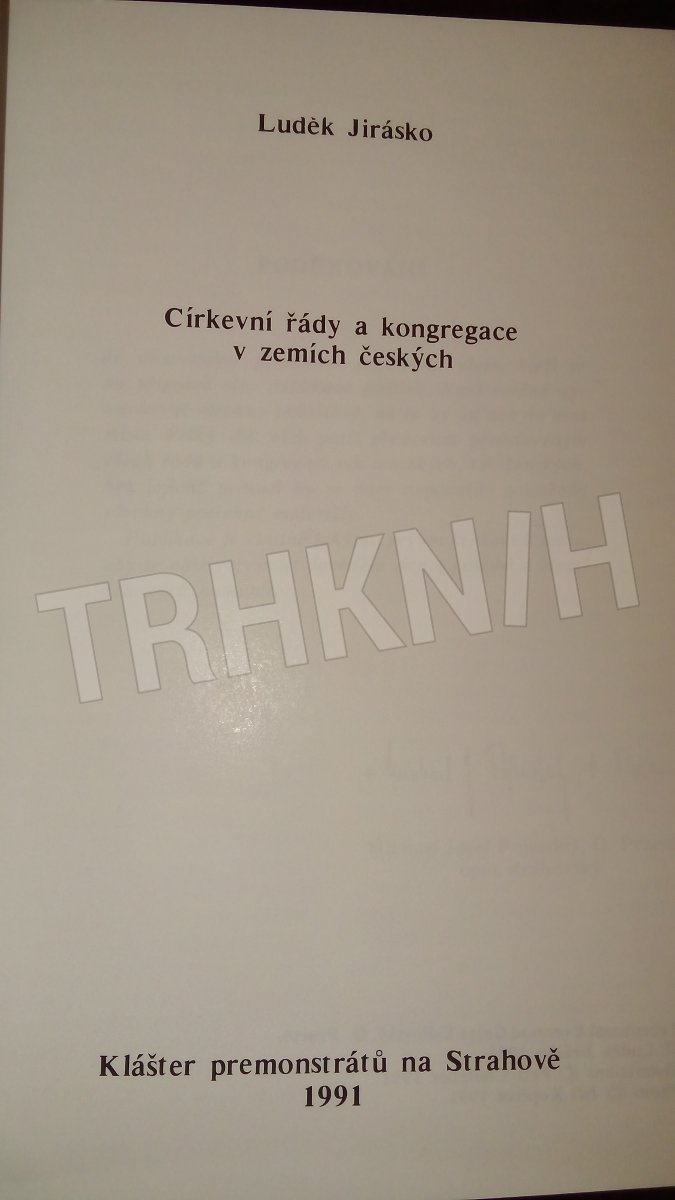 Luděk Jirásko
Církevní řády a kongregace
v zemích českých
TRHKNIH
Klášter premonstrátů na Strahově
1991